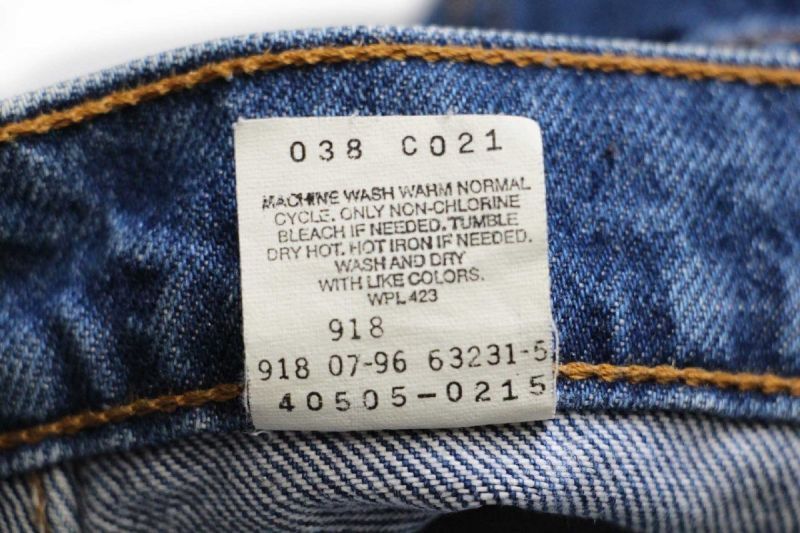 038 C021
MACHINE WASH WARM NORMAL
CYCLE. ONLY NON-CHLORINE
BLEACH IF NEEDED. TUMBLE
DRY HOT. HOT IRON IF NEEDED.
WASH AND DRY
WITH LIKE COLORS.
WPL 423
918
918 07-96 63231-5
40505-0215